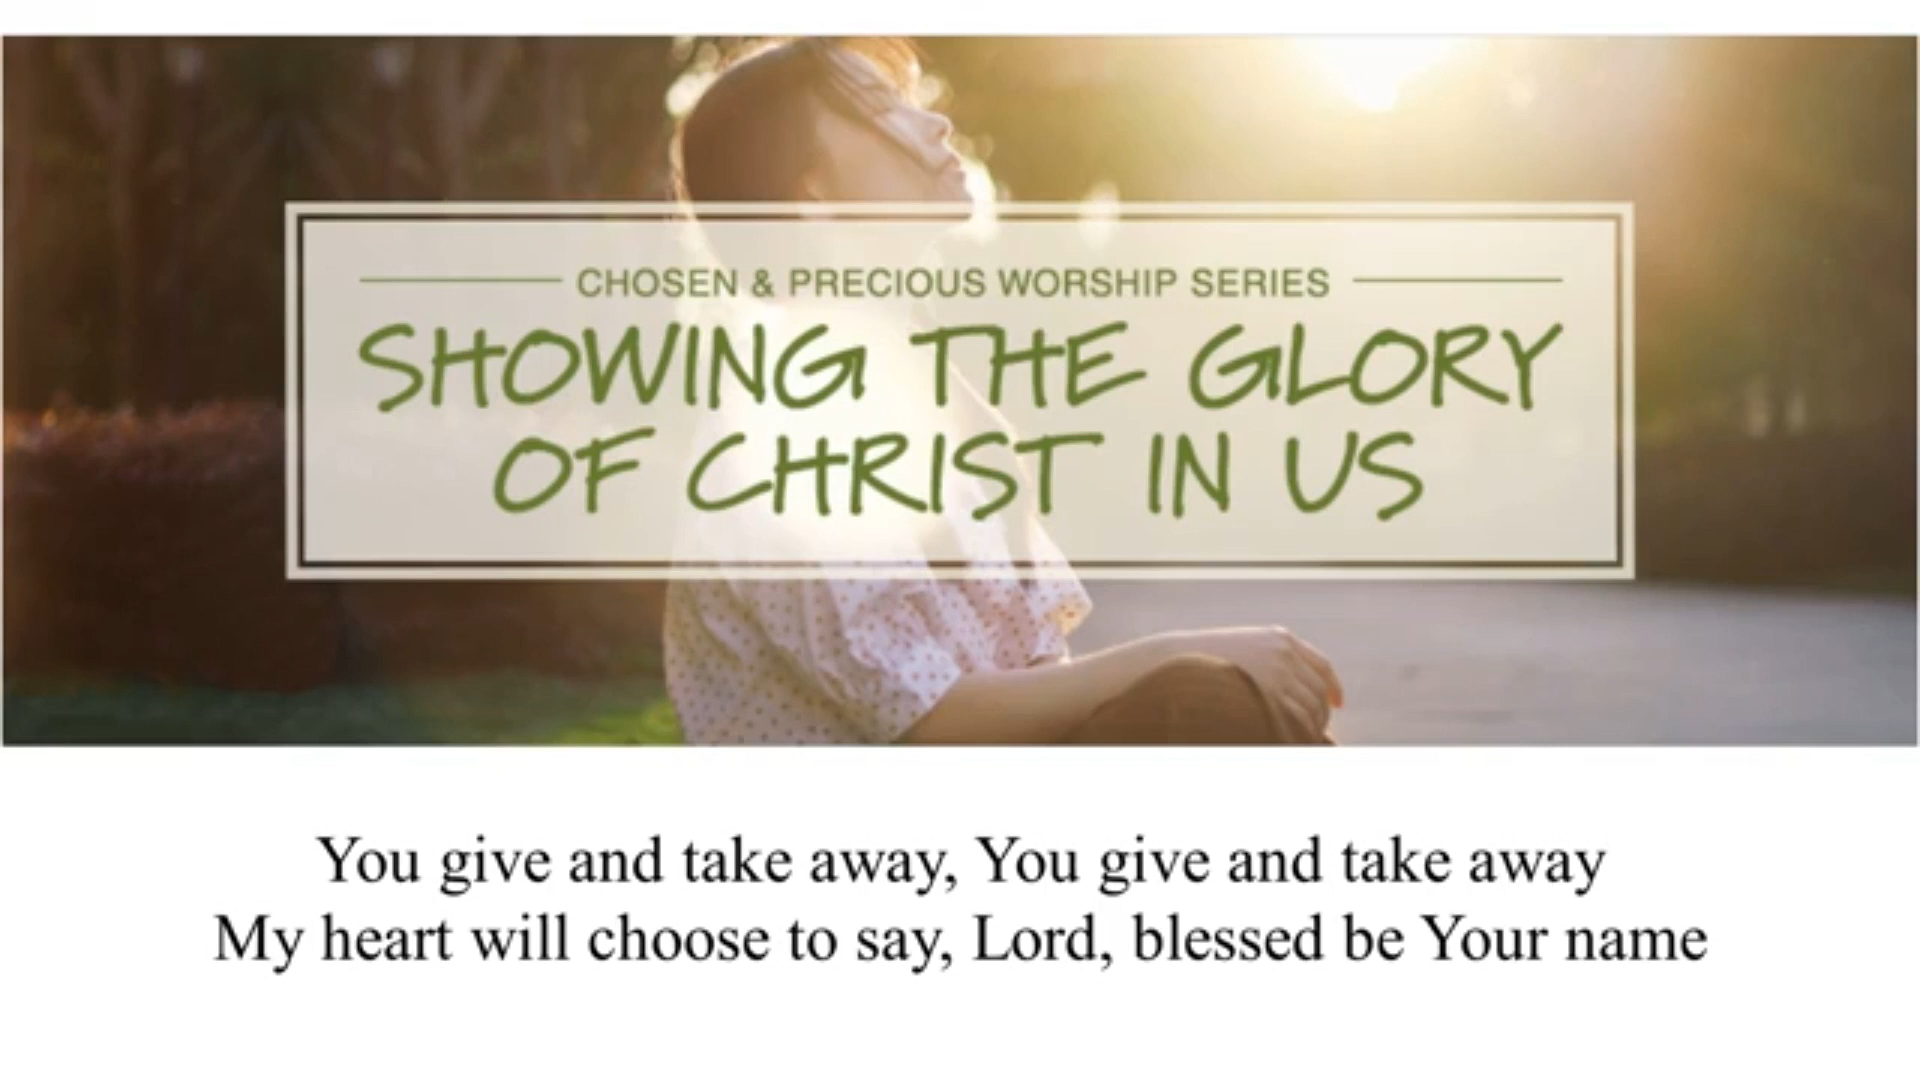 CHOSEN & PRECIOUS WORSHIP SERIES
SHOWING THE GLORY
OF CHRIST IN US
You give and take away, You give and take away
My heart will choose to say, Lord, blessed be Your name